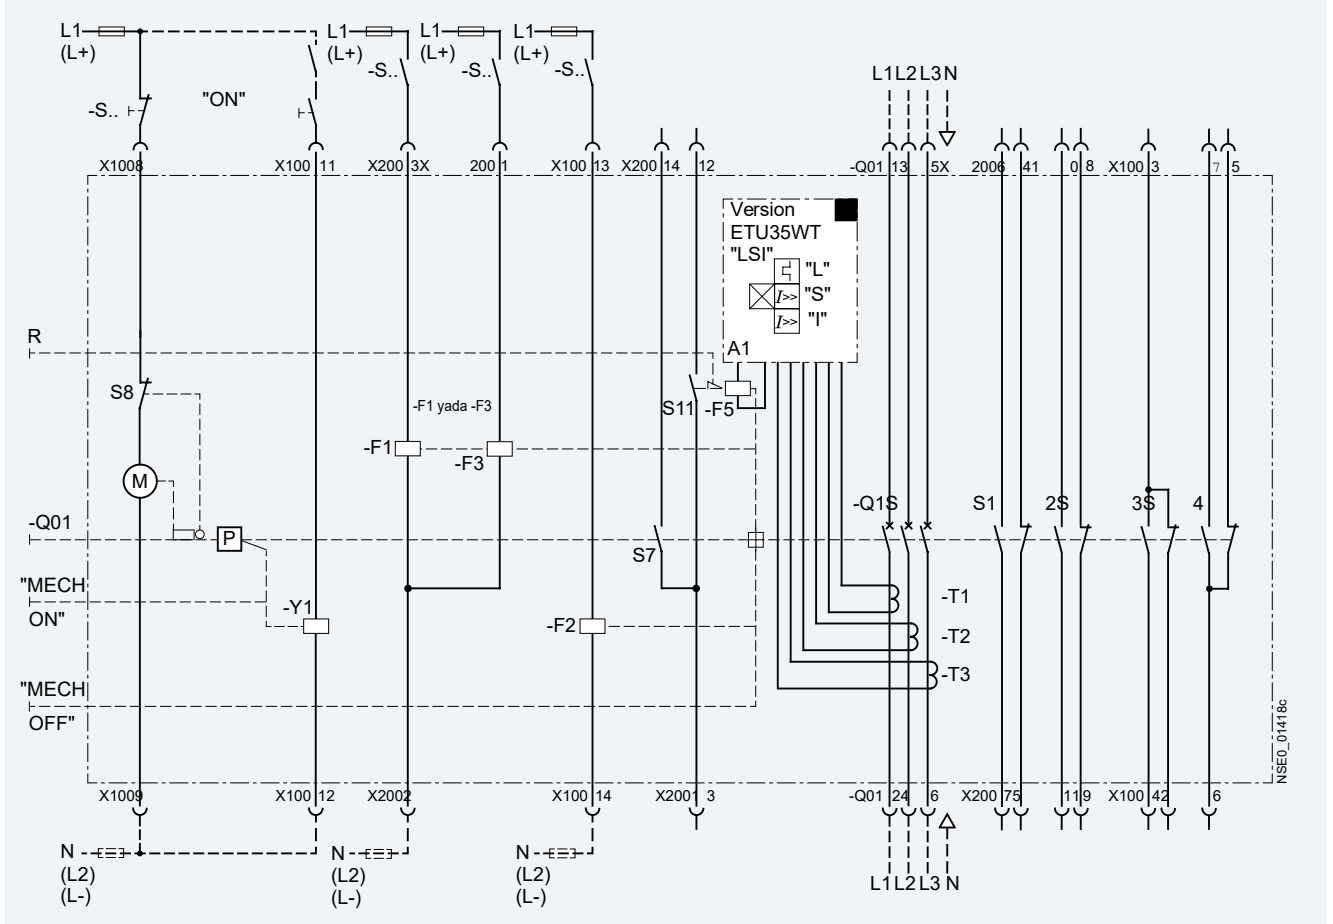 L1 L1 L1 L1
(L+) (L+) (L+) (L+)
-S.. "ON" -S.. -S.. -S..
L1 L2 L3 N
X1008 X100 11 X200 3X 200 1 X100 13 X200 14 12 -Q01 13 5X 2006 41 0 8 X100 3 7 5
Version
ETU35WT
"LSI"
"L"
I>> "S"
I>> "I"
A1
R
S8
-F1 yada -F3
S11 -F5
-F1
-F3
M
-Q1S S1 2S 3S 4
-Q01
P
S7
"MECH
ON"
-Y1
-F2
-T1
-T2
-T3
"MECH
OFF"
NSE0_01418c
X1009 X100 12 X2002 X100 14 X200 1 3 -Q01 24 6 X200 75 119 X100 42 6
N N N
(L2) (L2) (L2)
(L-) (L-) (L-)
L1 L2 L3 N